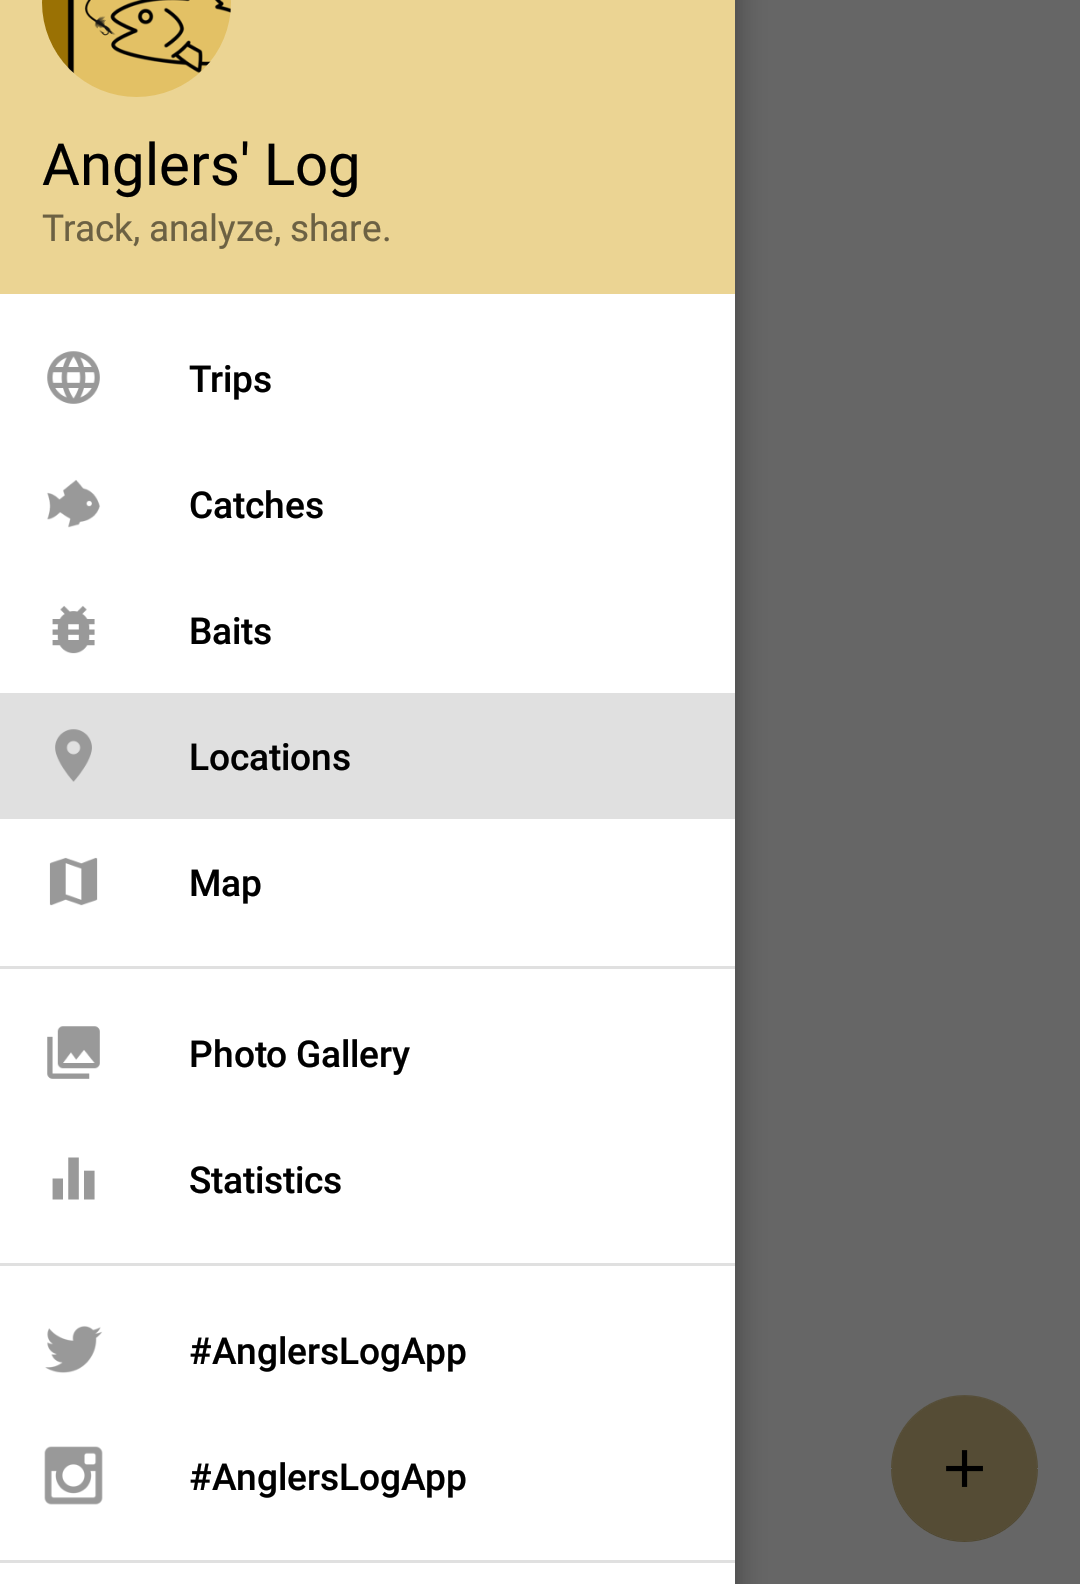 Anglers' Log
Track, analyze, share.
Trips
Catches
Baits
Locations
Map
Photo Gallery
Statistics
#AnglersLogApp
#AnglersLogApp